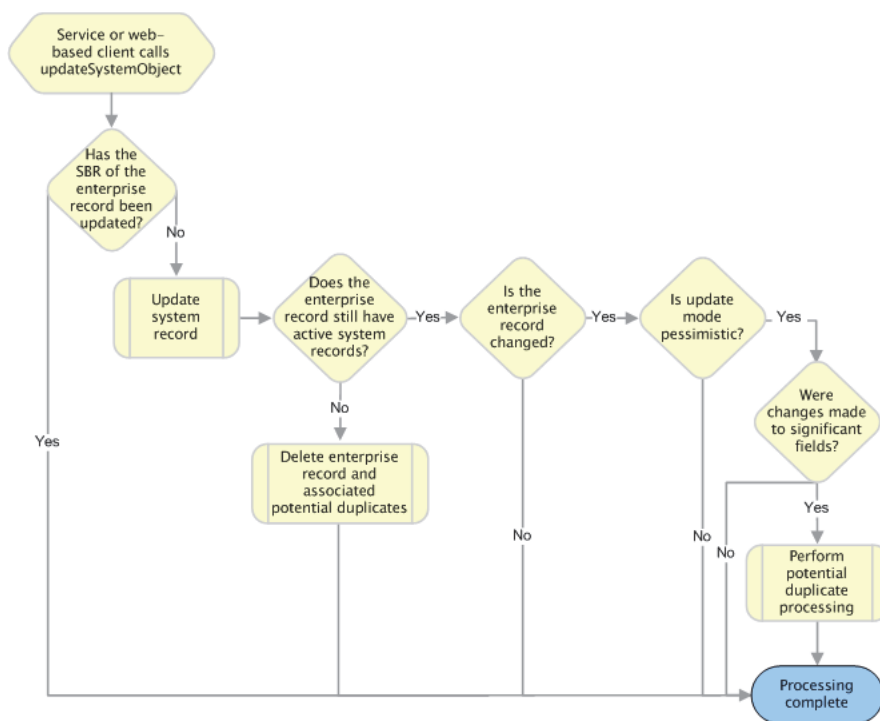 Service or web-
based client calls
updateSystemObject
Has the
SBR of the
enterprise
record been
updated?
No
Update
system
record
Does the
enterprise
record still have
active system
records?
Yes
Is the
enterprise
record
changed?
Yes
Is update
mode
pessimistic?
Yes
Were
changes made
to significant
fields?
No
Yes
Delete enterprise
record and
associated
potential duplicates
Yes
No
No
No
Perform
potential
duplicate
processing
Processing
complete